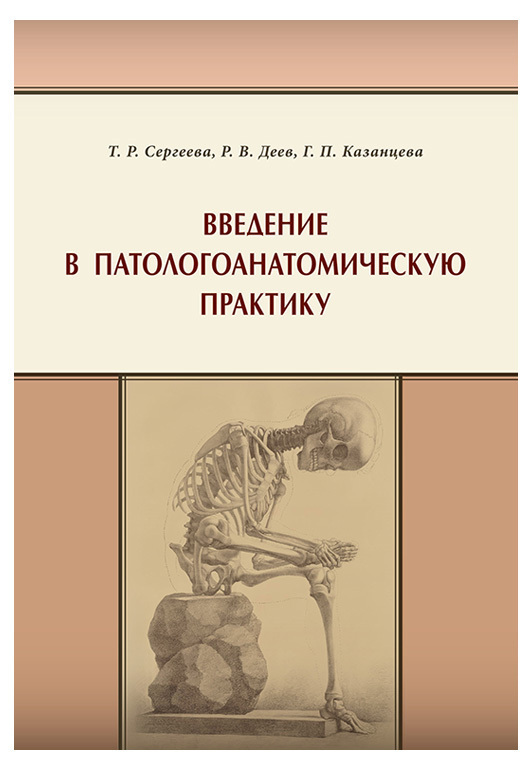 Т. Р. Сергеева, Р. В. Деев, Г. П. Казанцева
ВВЕДЕНИЕ
В ПАТОЛОГОАНАТОМИЧЕСКУЮ
ПРАКТИКУ